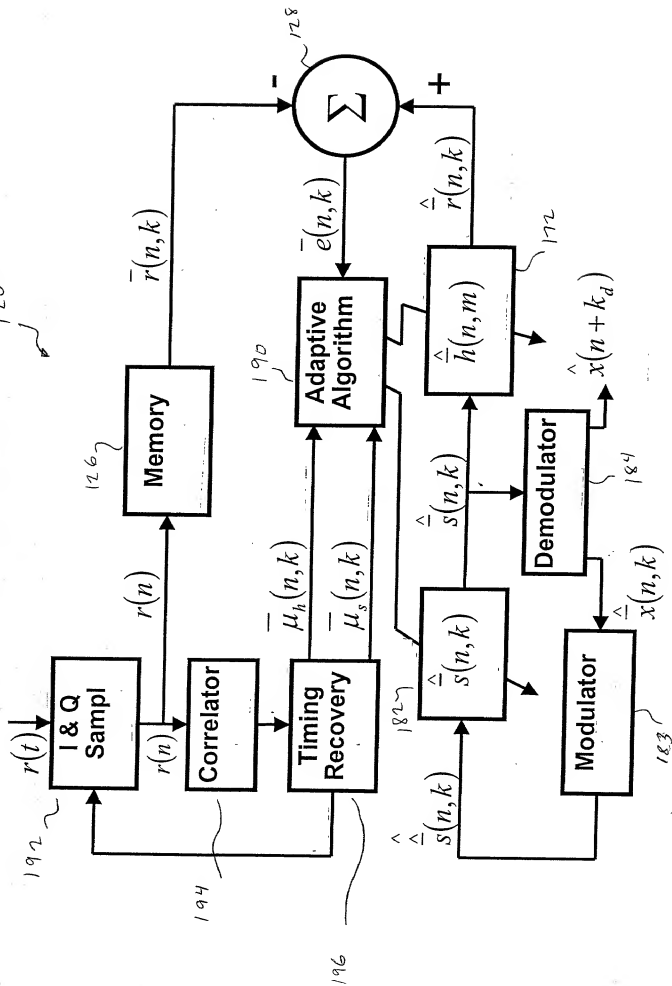 128
-
Σ
+
r̄(n,k)
ē(n,k)
r̂̄(n,k)
126
Memory
190
Adaptive
Algorithm
ĥ̄(n,m)
172
r(n)
μ̄ₕ(n,k)
μ̄ₛ(n,k)
ŝ̄(n,k)
Demodulator
184
x̂(n + k_d)
x̂̄(n,k)
r(t)
I & Q
Sampl
192
r(n)
Correlator
194
Timing
Recovery
196
182
ŝ̄(n,k)
Modulator
183
ŝ̄̂(n,k)